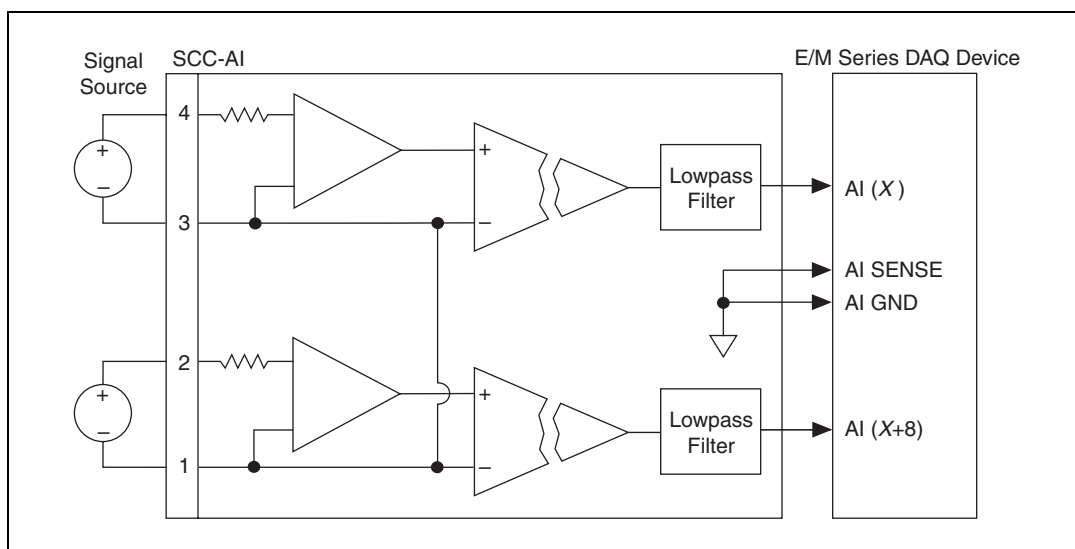 Signal
Source
SCC-AI
E/M Series DAQ Device
4
+
−
3
+
−
Lowpass
Filter
AI (X)
AI SENSE
AI GND
2
+
−
1
+
−
Lowpass
Filter
AI (X+8)